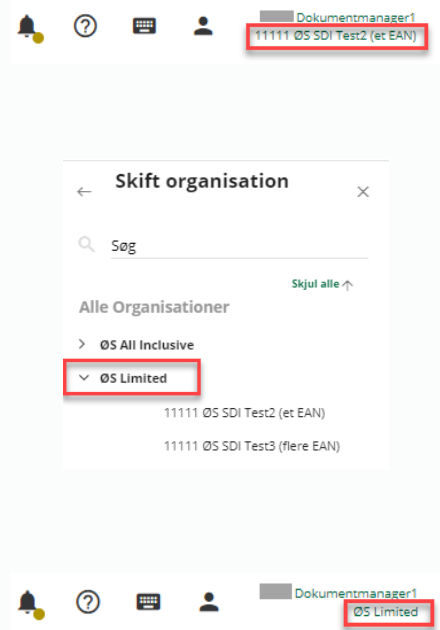 Dokumentmanager1
11111 ØS SDI Test2 (et EAN)
Skift organisation
Søg
Skjul alle
Alle Organisationer
ØS All Inclusive
ØS Limited
11111 ØS SDI Test2 (et EAN)
11111 ØS SDI Test3 (flere EAN)
Dokumentmanager1
ØS Limited